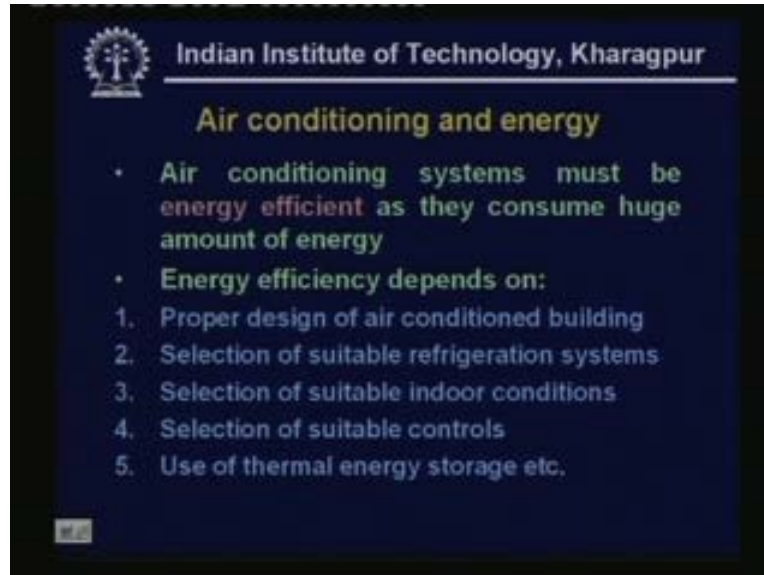 Indian Institute of Technology, Kharagpur
Air conditioning and energy
• Air conditioning systems must be
energy efficient as they consume huge
amount of energy
• Energy efficiency depends on:
1. Proper design of air conditioned building
2. Selection of suitable refrigeration systems
3. Selection of suitable indoor conditions
4. Selection of suitable controls
5. Use of thermal energy storage etc.